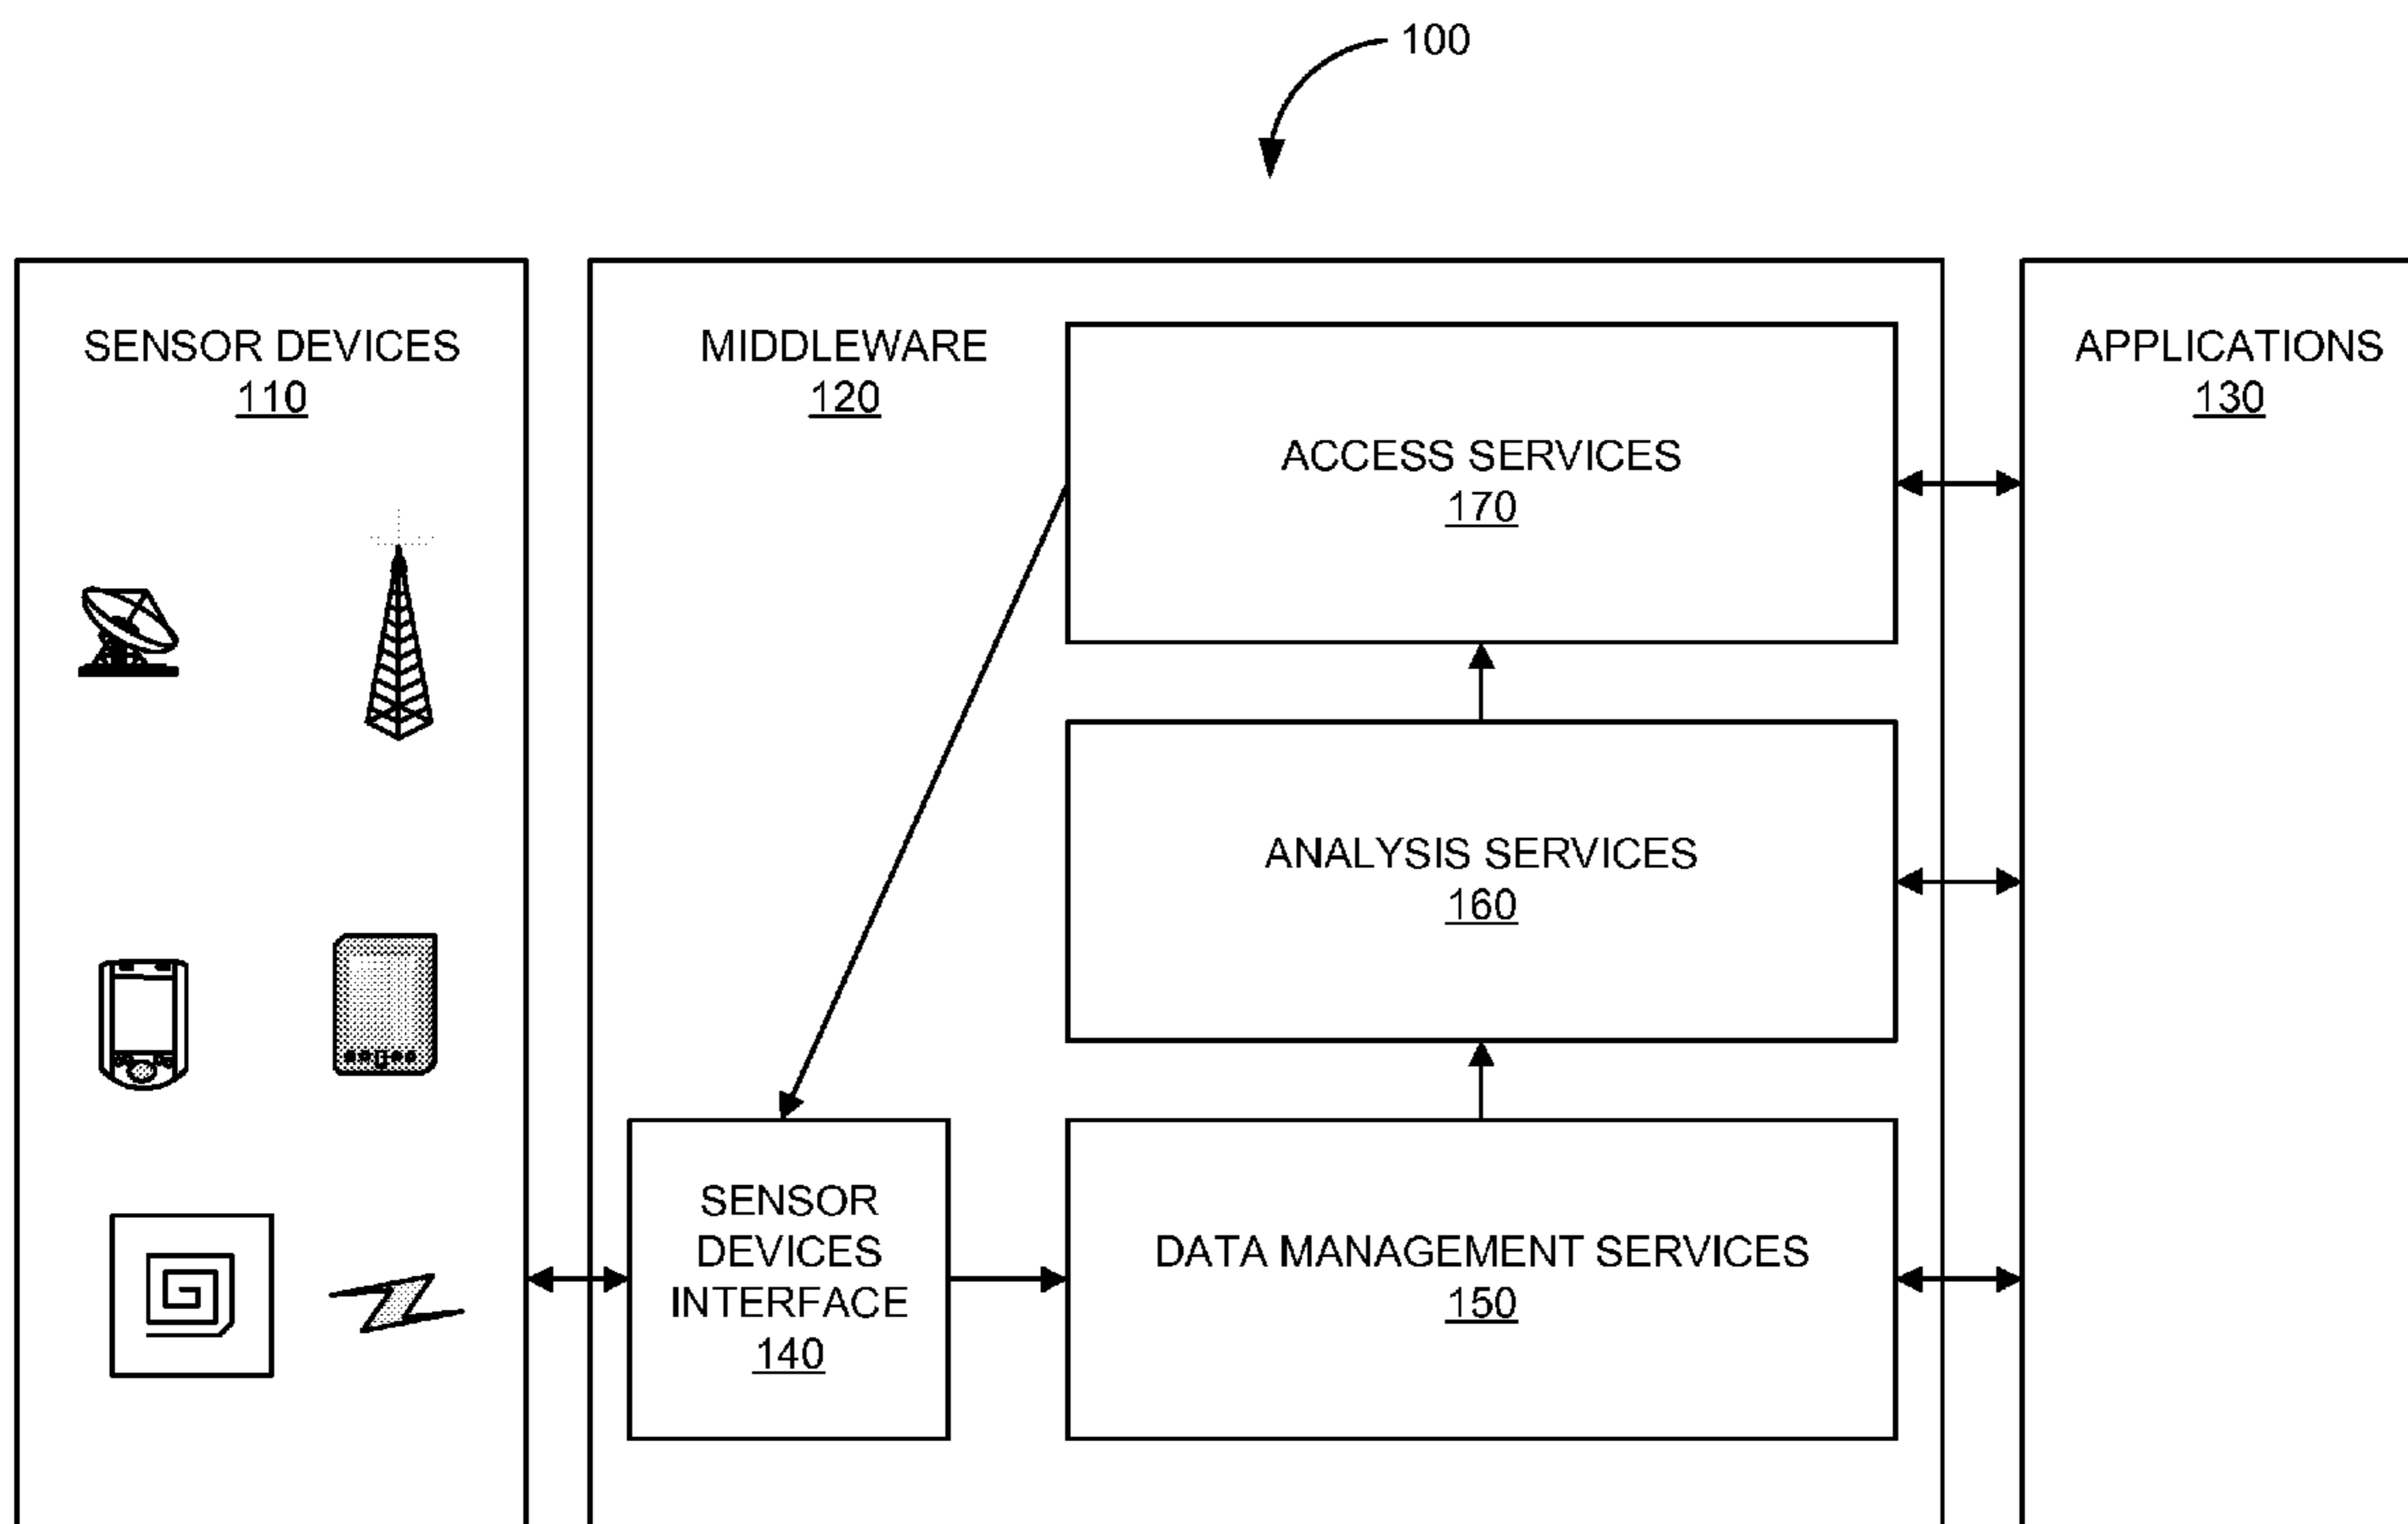 100
SENSOR DEVICES
110
MIDDLEWARE
120
ACCESS SERVICES
170
APPLICATIONS
130
ANALYSIS SERVICES
160
SENSOR
DEVICES
INTERFACE
140
DATA MANAGEMENT SERVICES
150